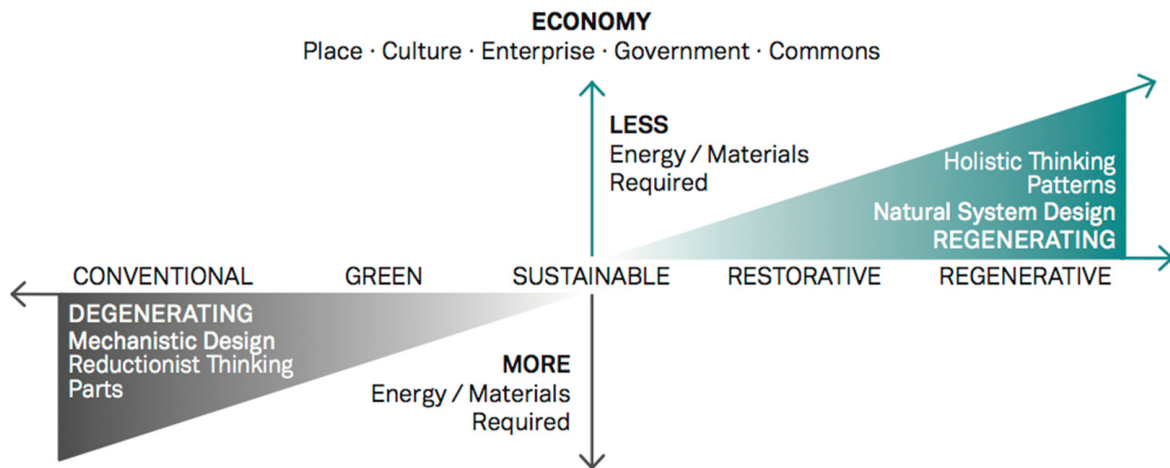 ECONOMY
Place · Culture · Enterprise · Government · Commons
LESS
Energy / Materials
Required
Holistic Thinking
Patterns
Natural System Design
REGENERATING
CONVENTIONAL GREEN SUSTAINABLE RESTORATIVE REGENERATIVE
DEGENERATING
Mechanistic Design
Reductionist Thinking
Parts
MORE
Energy / Materials
Required